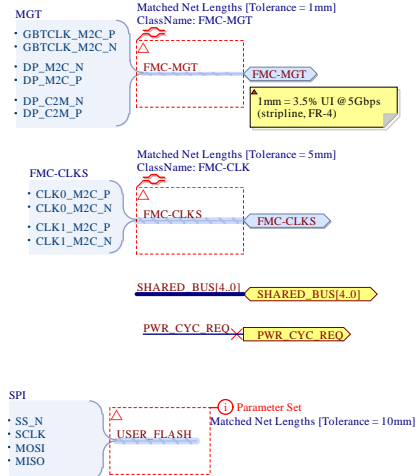 MGT
Matched Net Lengths [Tolerance = 1mm]
ClassName: FMC-MGT
GBTCLK_M2C_P
GBTCLK_M2C_N
DP_M2C_N
DP_M2C_P
DP_C2M_N
DP_C2M_P
FMC-MGT
FMC-MGT
1mm = 3.5% UI @5Gbps
(stripline, FR-4)
Matched Net Lengths [Tolerance = 5mm]
ClassName: FMC-CLK
FMC-CLKS
CLK0_M2C_P
CLK0_M2C_N
CLK1_M2C_P
CLK1_M2C_N
FMC-CLKS
FMC-CLKS
SHARED_BUS[4..0]
SHARED_BUS[4..0]
PWR_CYC_REQ
PWR_CYC_REQ
SPI
SS_N
SCLK
MOSI
MISO
USER_FLASH
i Parameter Set
Matched Net Lengths [Tolerance = 10mm]